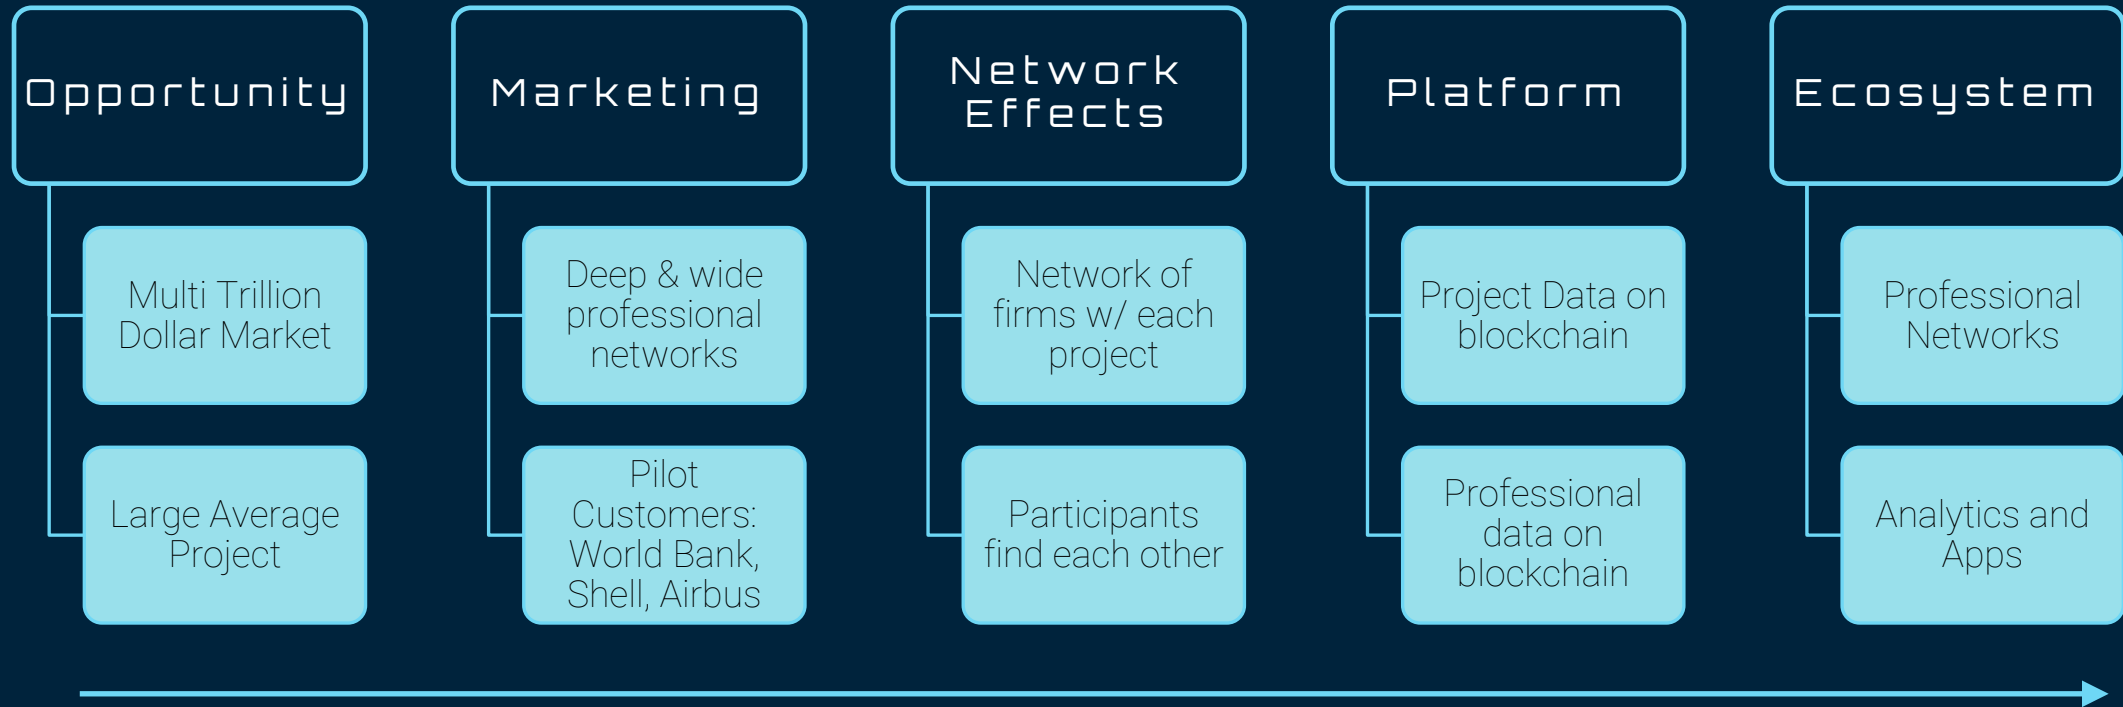 Opportunity
Multi Trillion
Dollar Market
Large Average
Project
Marketing
Deep & wide
professional
networks
Pilot
Customers:
World Bank,
Shell, Airbus
Network
Effects
Network of
firms w/ each
project
Participants
find each other
Platform
Project Data on
blockchain
Professional
data on
blockchain
Ecosystem
Professional
Networks
Analytics and
Apps